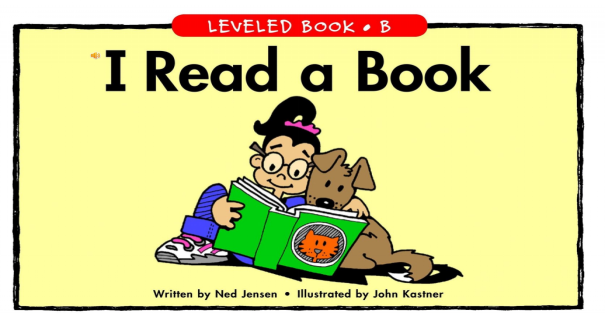 LEVELED BOOK • B
I Read a Book
Written by Ned Jensen • Illustrated by John Kastner